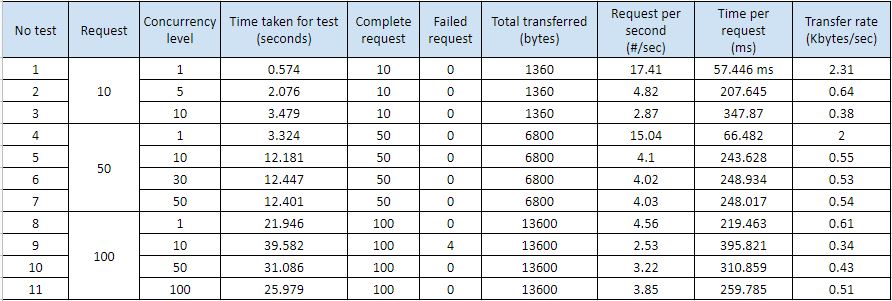 No test Request Concurrency level Time taken for test (seconds) Complete request Failed request Total transferred (bytes) Request per second (#/sec) Time per request (ms) Transfer rate (Kbytes/sec)
1 10 1 0.574 10 0 1360 17.41 57.446 ms 2.31
2 5 2.076 10 0 1360 4.82 207.645 0.64
3 10 3.479 10 0 1360 2.87 347.87 0.38
4 50 1 3.324 50 0 6800 15.04 66.482 2
5 10 12.181 50 0 6800 4.1 243.628 0.55
6 30 12.447 50 0 6800 4.02 248.934 0.53
7 50 12.401 50 0 6800 4.03 248.017 0.54
8 100 1 21.946 100 0 13600 4.56 219.463 0.61
9 10 39.582 100 4 13600 2.53 395.821 0.34
10 50 31.086 100 0 13600 3.22 310.859 0.43
11 100 25.979 100 0 13600 3.85 259.785 0.51